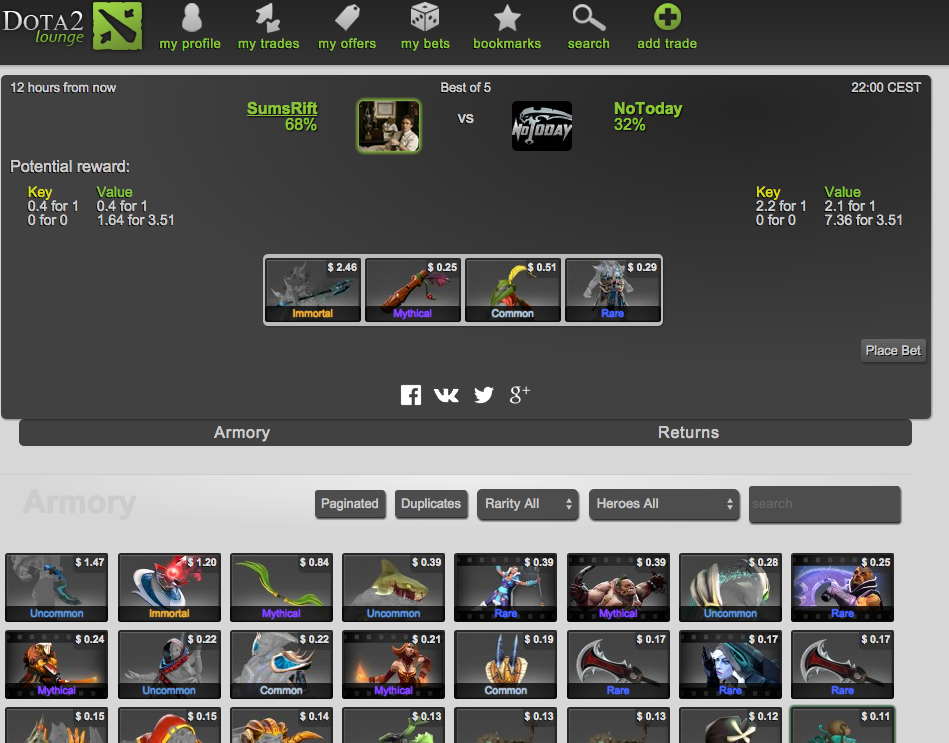 DOTA2
lounge
my profile
my trades
my offers
my bets
bookmarks
search
add trade
12 hours from now
Best of 5
22:00 CEST
SumsRift
68%
vs
NOTODAY
NoToday
32%
Potential reward:
Key Value
0.4 for 1 0.4 for 1
0 for 0 1.64 for 3.51
Key Value
2.2 for 1 2.1 for 1
0 for 0 7.36 for 3.51
$ 2.46 $ 0.25 $ 0.51 $ 0.29
Immortal Mythical Common Rare
Place Bet
g+
Armory Returns
Armory
Paginated Duplicates Rarity All Heroes All search
$ 1.47 $ 1.20 $ 0.84 $ 0.39 $ 0.39 $ 0.39 $ 0.28 $ 0.25
Uncommon Immortal Mythical Uncommon Rare Mythical Uncommon Rare
$ 0.24 $ 0.22 $ 0.22 $ 0.21 $ 0.19 $ 0.17 $ 0.17 $ 0.17
Mythical Uncommon Common Mythical Common Rare Rare Rare
$ 0.15 $ 0.15 $ 0.14 $ 0.13 $ 0.13 $ 0.13 $ 0.12 $ 0.11